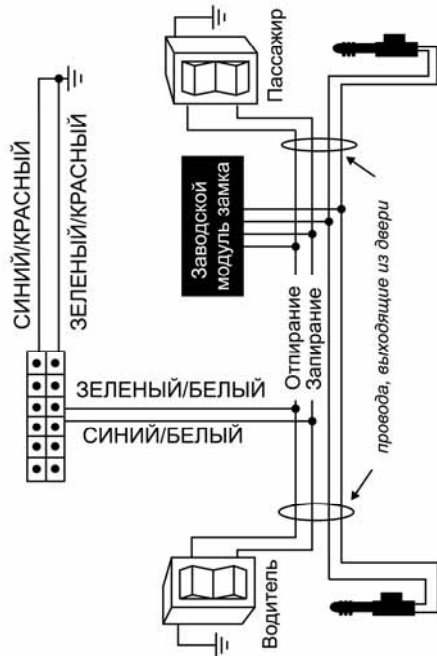 СИНИЙ/КРАСНЫЙ
ЗЕЛЕНЫЙ/КРАСНЫЙ
ЗЕЛЕНЫЙ/БЕЛЫЙ
СИНИЙ/БЕЛЫЙ
Водитель
Пассажир
Заводской
модуль замка
Отпирание
Запирание
провода, выходящие из двери